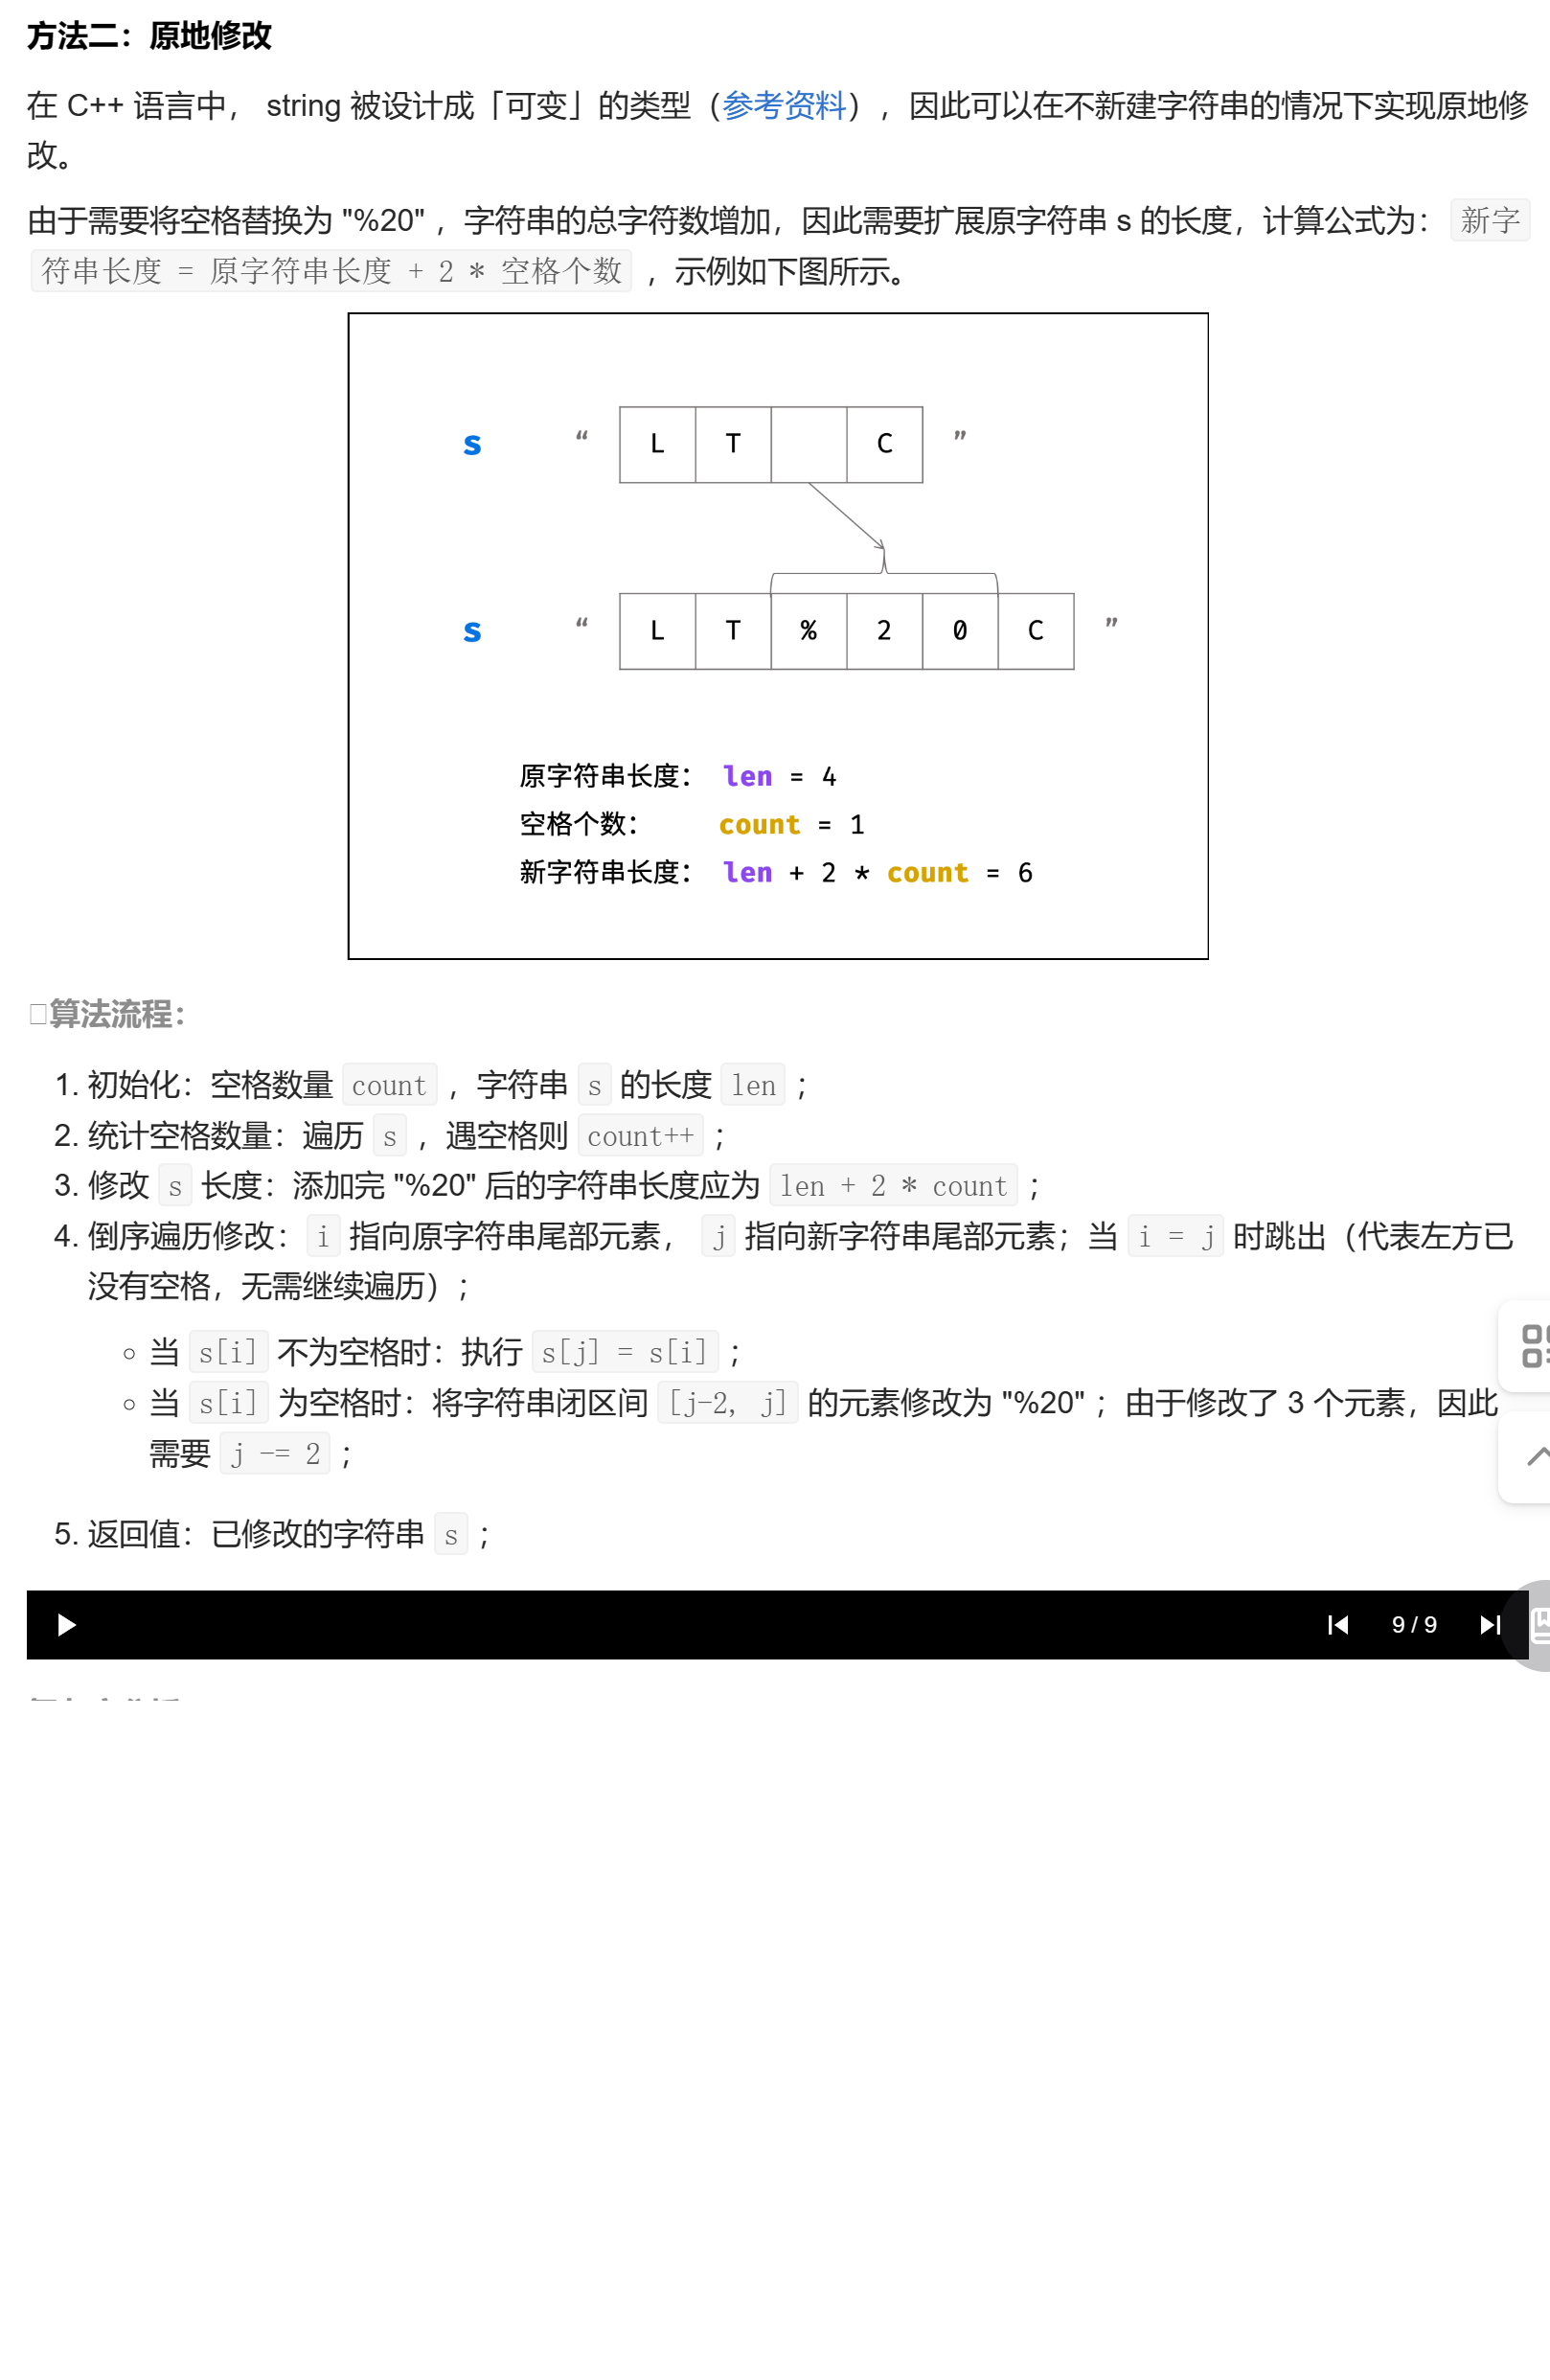 方法二：原地修改
在 C++ 语言中， string 被设计成「可变」的类型（参考资料），因此可以在不新建字符串的情况下实现原地修
改。
由于需要将空格替换为 "%20" ，字符串的总字符数增加，因此需要扩展原字符串 s 的长度，计算公式为： 新字
符串长度 = 原字符串长度 + 2 * 空格个数 ，示例如下图所示。
s “ L T C ”
s “ L T % 2 0 C ”
原字符串长度： len = 4
空格个数： count = 1
新字符串长度： len + 2 * count = 6
算法流程：
1. 初始化：空格数量 count ，字符串 s 的长度 len ；
2. 统计空格数量：遍历 s ，遇空格则 count++ ；
3. 修改 s 长度：添加完 "%20" 后的字符串长度应为 len + 2 * count ；
4. 倒序遍历修改： i 指向原字符串尾部元素， j 指向新字符串尾部元素；当 i = j 时跳出（代表左方已
没有空格，无需继续遍历）；
当 s[i] 不为空格时：执行 s[j] = s[i] ；
当 s[i] 为空格时：将字符串闭区间 [j-2, j] 的元素修改为 "%20" ；由于修改了 3 个元素，因此
需要 j -= 2 ；
5. 返回值：已修改的字符串 s ；
9 / 9